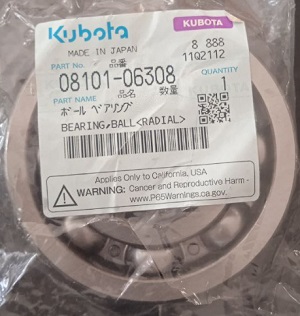 Kubota
KUBOTA
MADE IN JAPAN
8 888
11Q2112
PART No.
品番
QUANTITY
08101-06308
1
PART NAME
品名
数量
ボールベアリング
BEARING,BALL<RADIAL>
Applies Only to California, USA
WARNING: Cancer and Reproductive Harm -
www.P65Warnings.ca.gov.